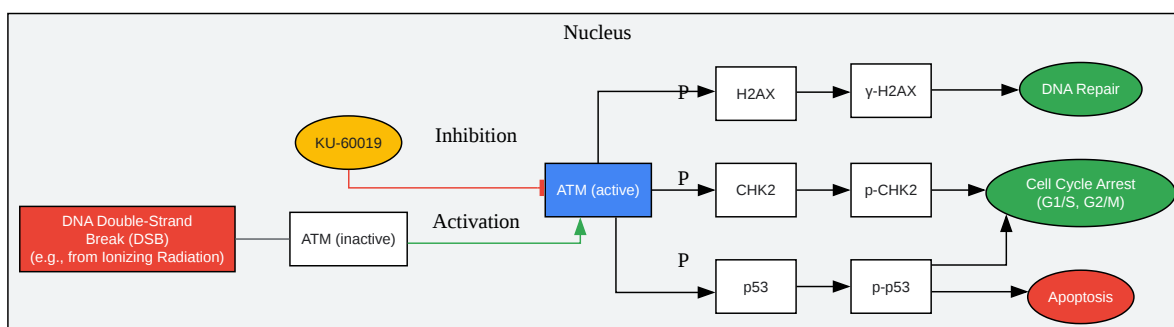 Nucleus
P
H2AX
γ-H2AX
DNA Repair
KU-60019
Inhibition
ATM (active)
P
CHK2
p-CHK2
Cell Cycle Arrest
(G1/S, G2/M)
DNA Double-Strand
Break (DSB)
(e.g., from Ionizing Radiation)
ATM (inactive)
Activation
P
p53
p-p53
Apoptosis